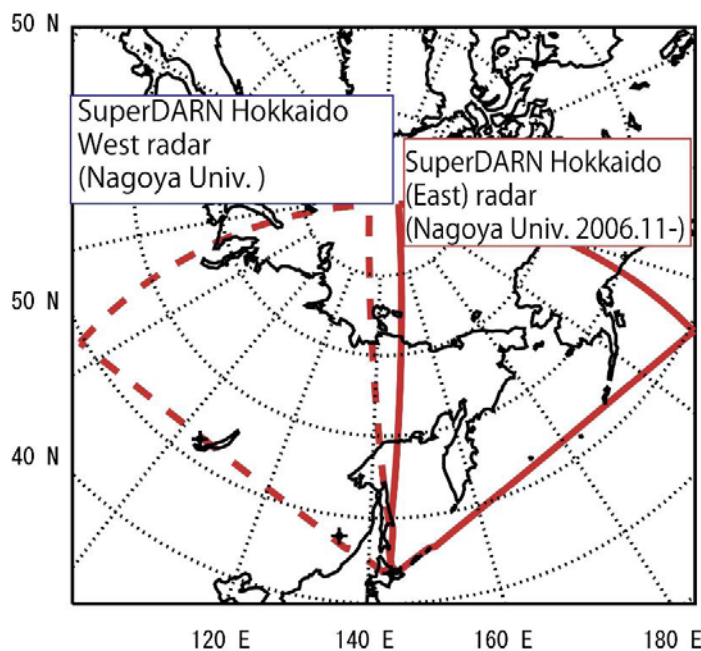 50 N
SuperDARN Hokkaido
West radar
(Nagoya Univ. )
SuperDARN Hokkaido
(East) radar
(Nagoya Univ. 2006.11-)
50 N
40 N
120 E
140 E
160 E
180 E